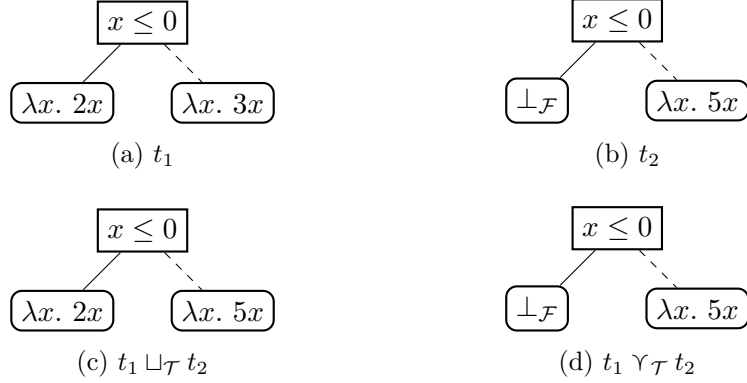 x ≤ 0
λx. 2x
λx. 3x
(a) t₁
x ≤ 0
⊥_ℱ
λx. 5x
(b) t₂
x ≤ 0
λx. 2x
λx. 5x
(c) t₁ ⊔_𝒯 t₂
x ≤ 0
⊥_ℱ
λx. 5x
(d) t₁ ⋎_𝒯 t₂